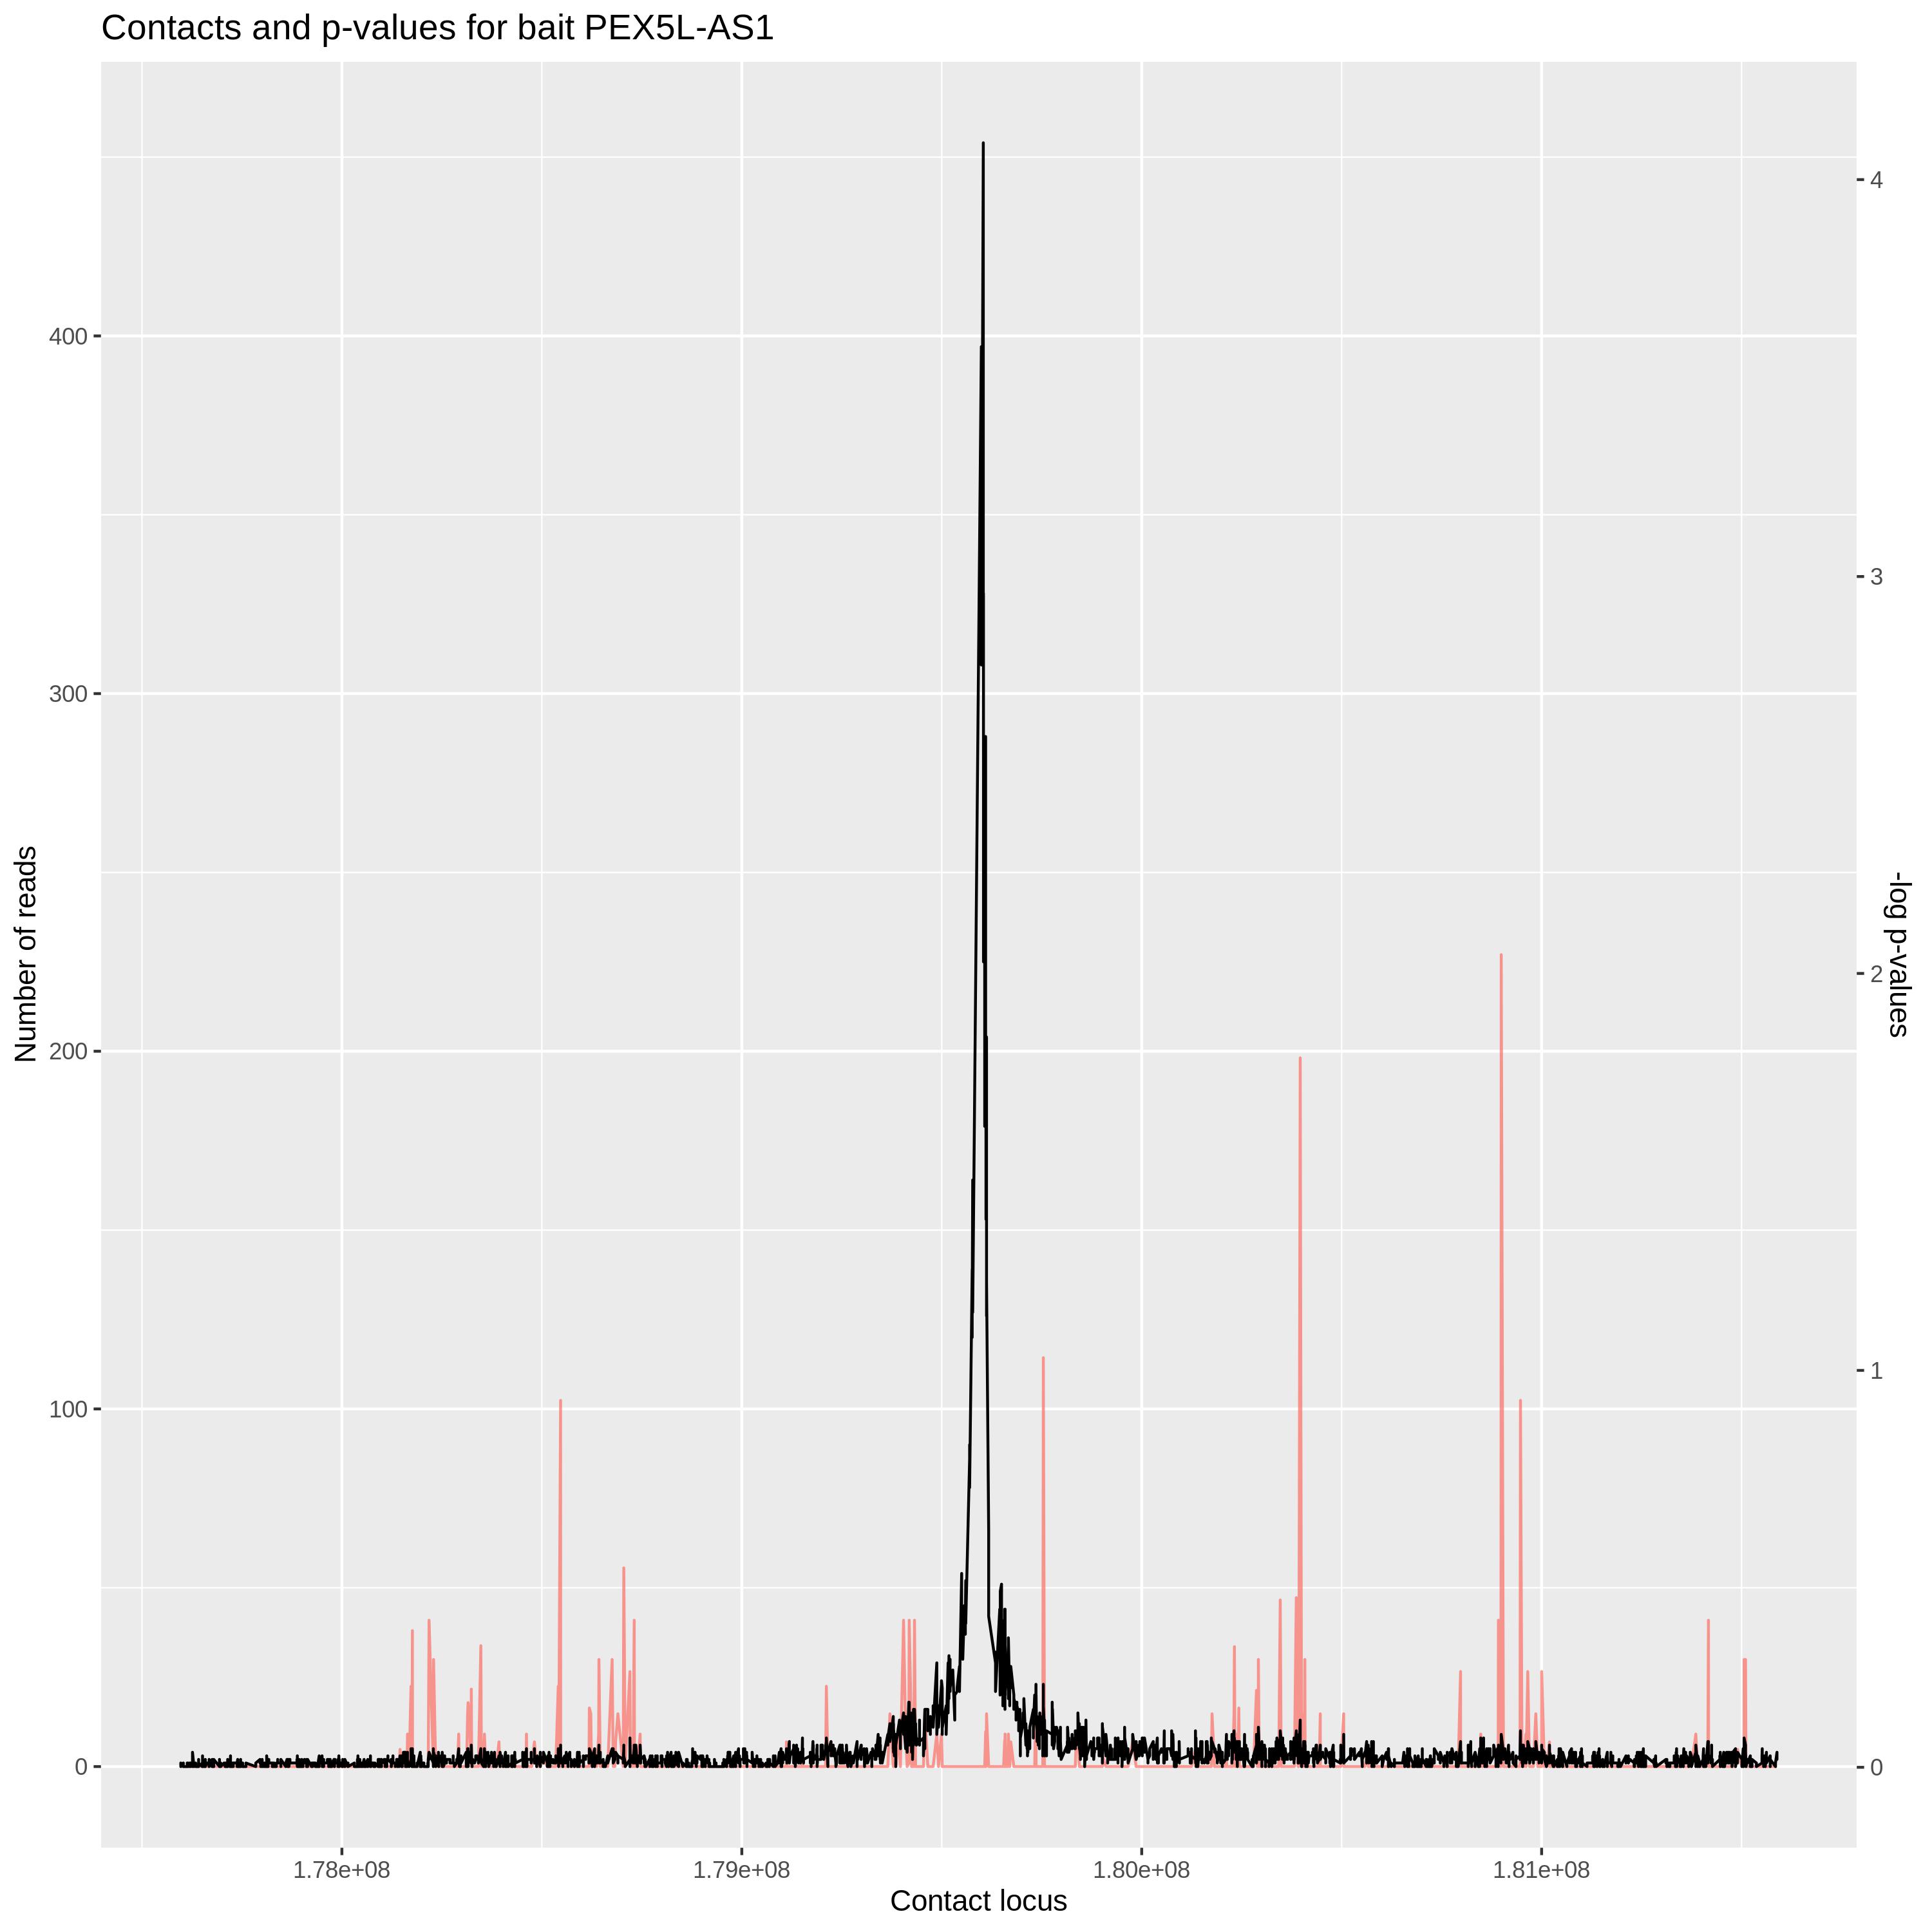 Contacts and p-values for bait PEX5L-AS1
Number of reads
400
300
200
100
0
4
3
2
1
0
-log p-values
1.78e+08
1.79e+08
1.80e+08
1.81e+08
Contact locus